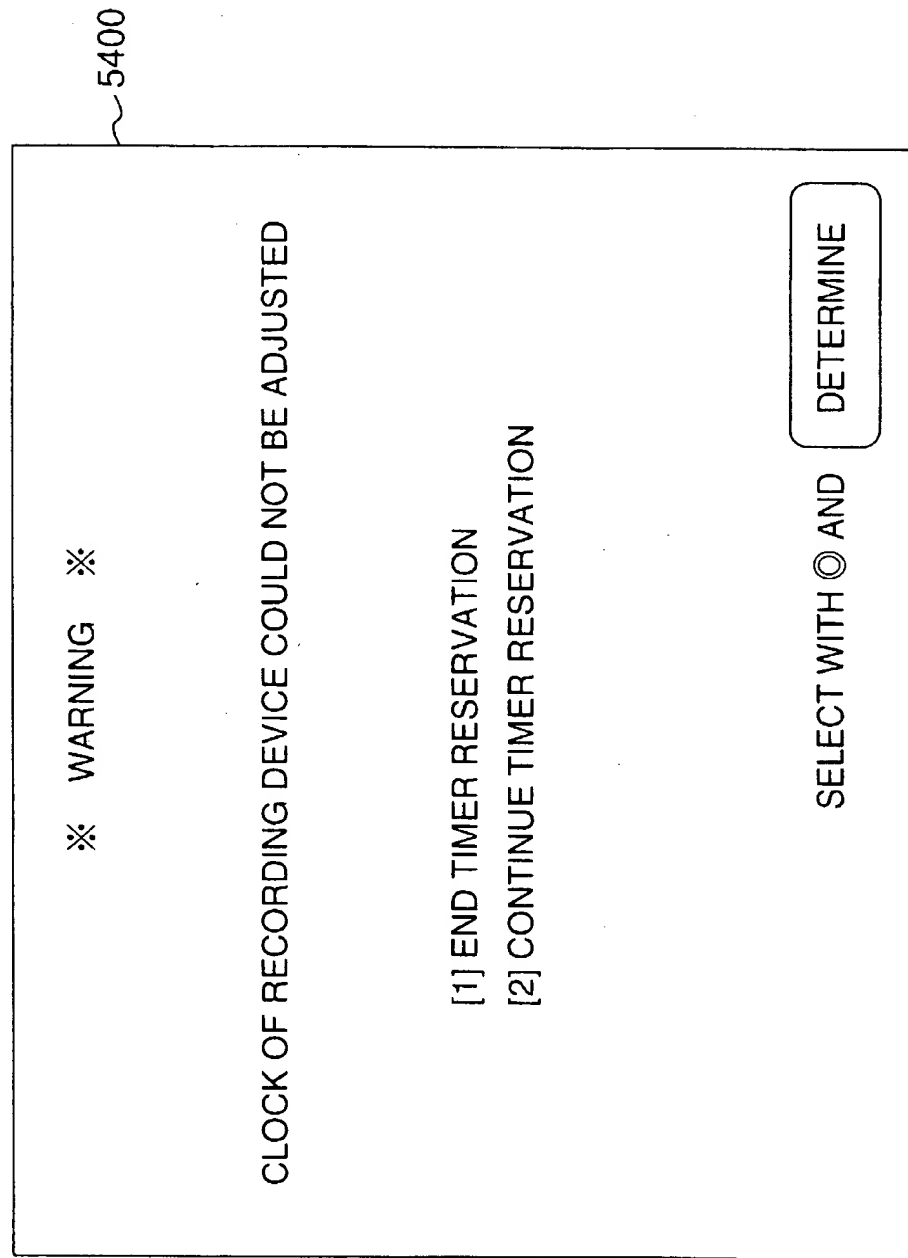 5400
※ WARNING ※
CLOCK OF RECORDING DEVICE COULD NOT BE ADJUSTED
[1] END TIMER RESERVATION
[2] CONTINUE TIMER RESERVATION
SELECT WITH ◎ AND DETERMINE